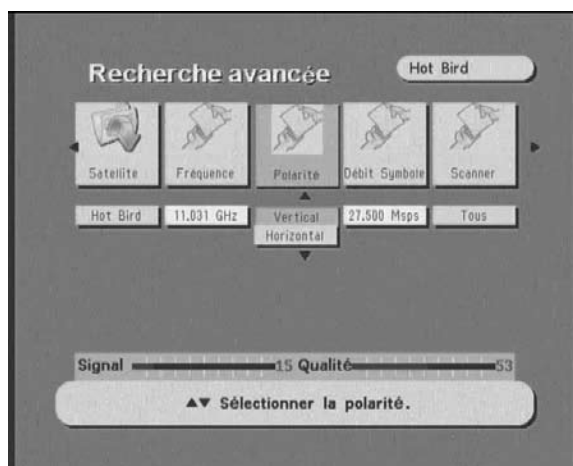 Recherche avancée
Hot Bird
Satellite Fréquence Polarité Débit Symbole Scanner
Hot Bird 11.031 GHz Vertical 27.500 Msps Tous
Horizontal
Signal 15 Qualité 53
▲▼ Sélectionner la polarité.